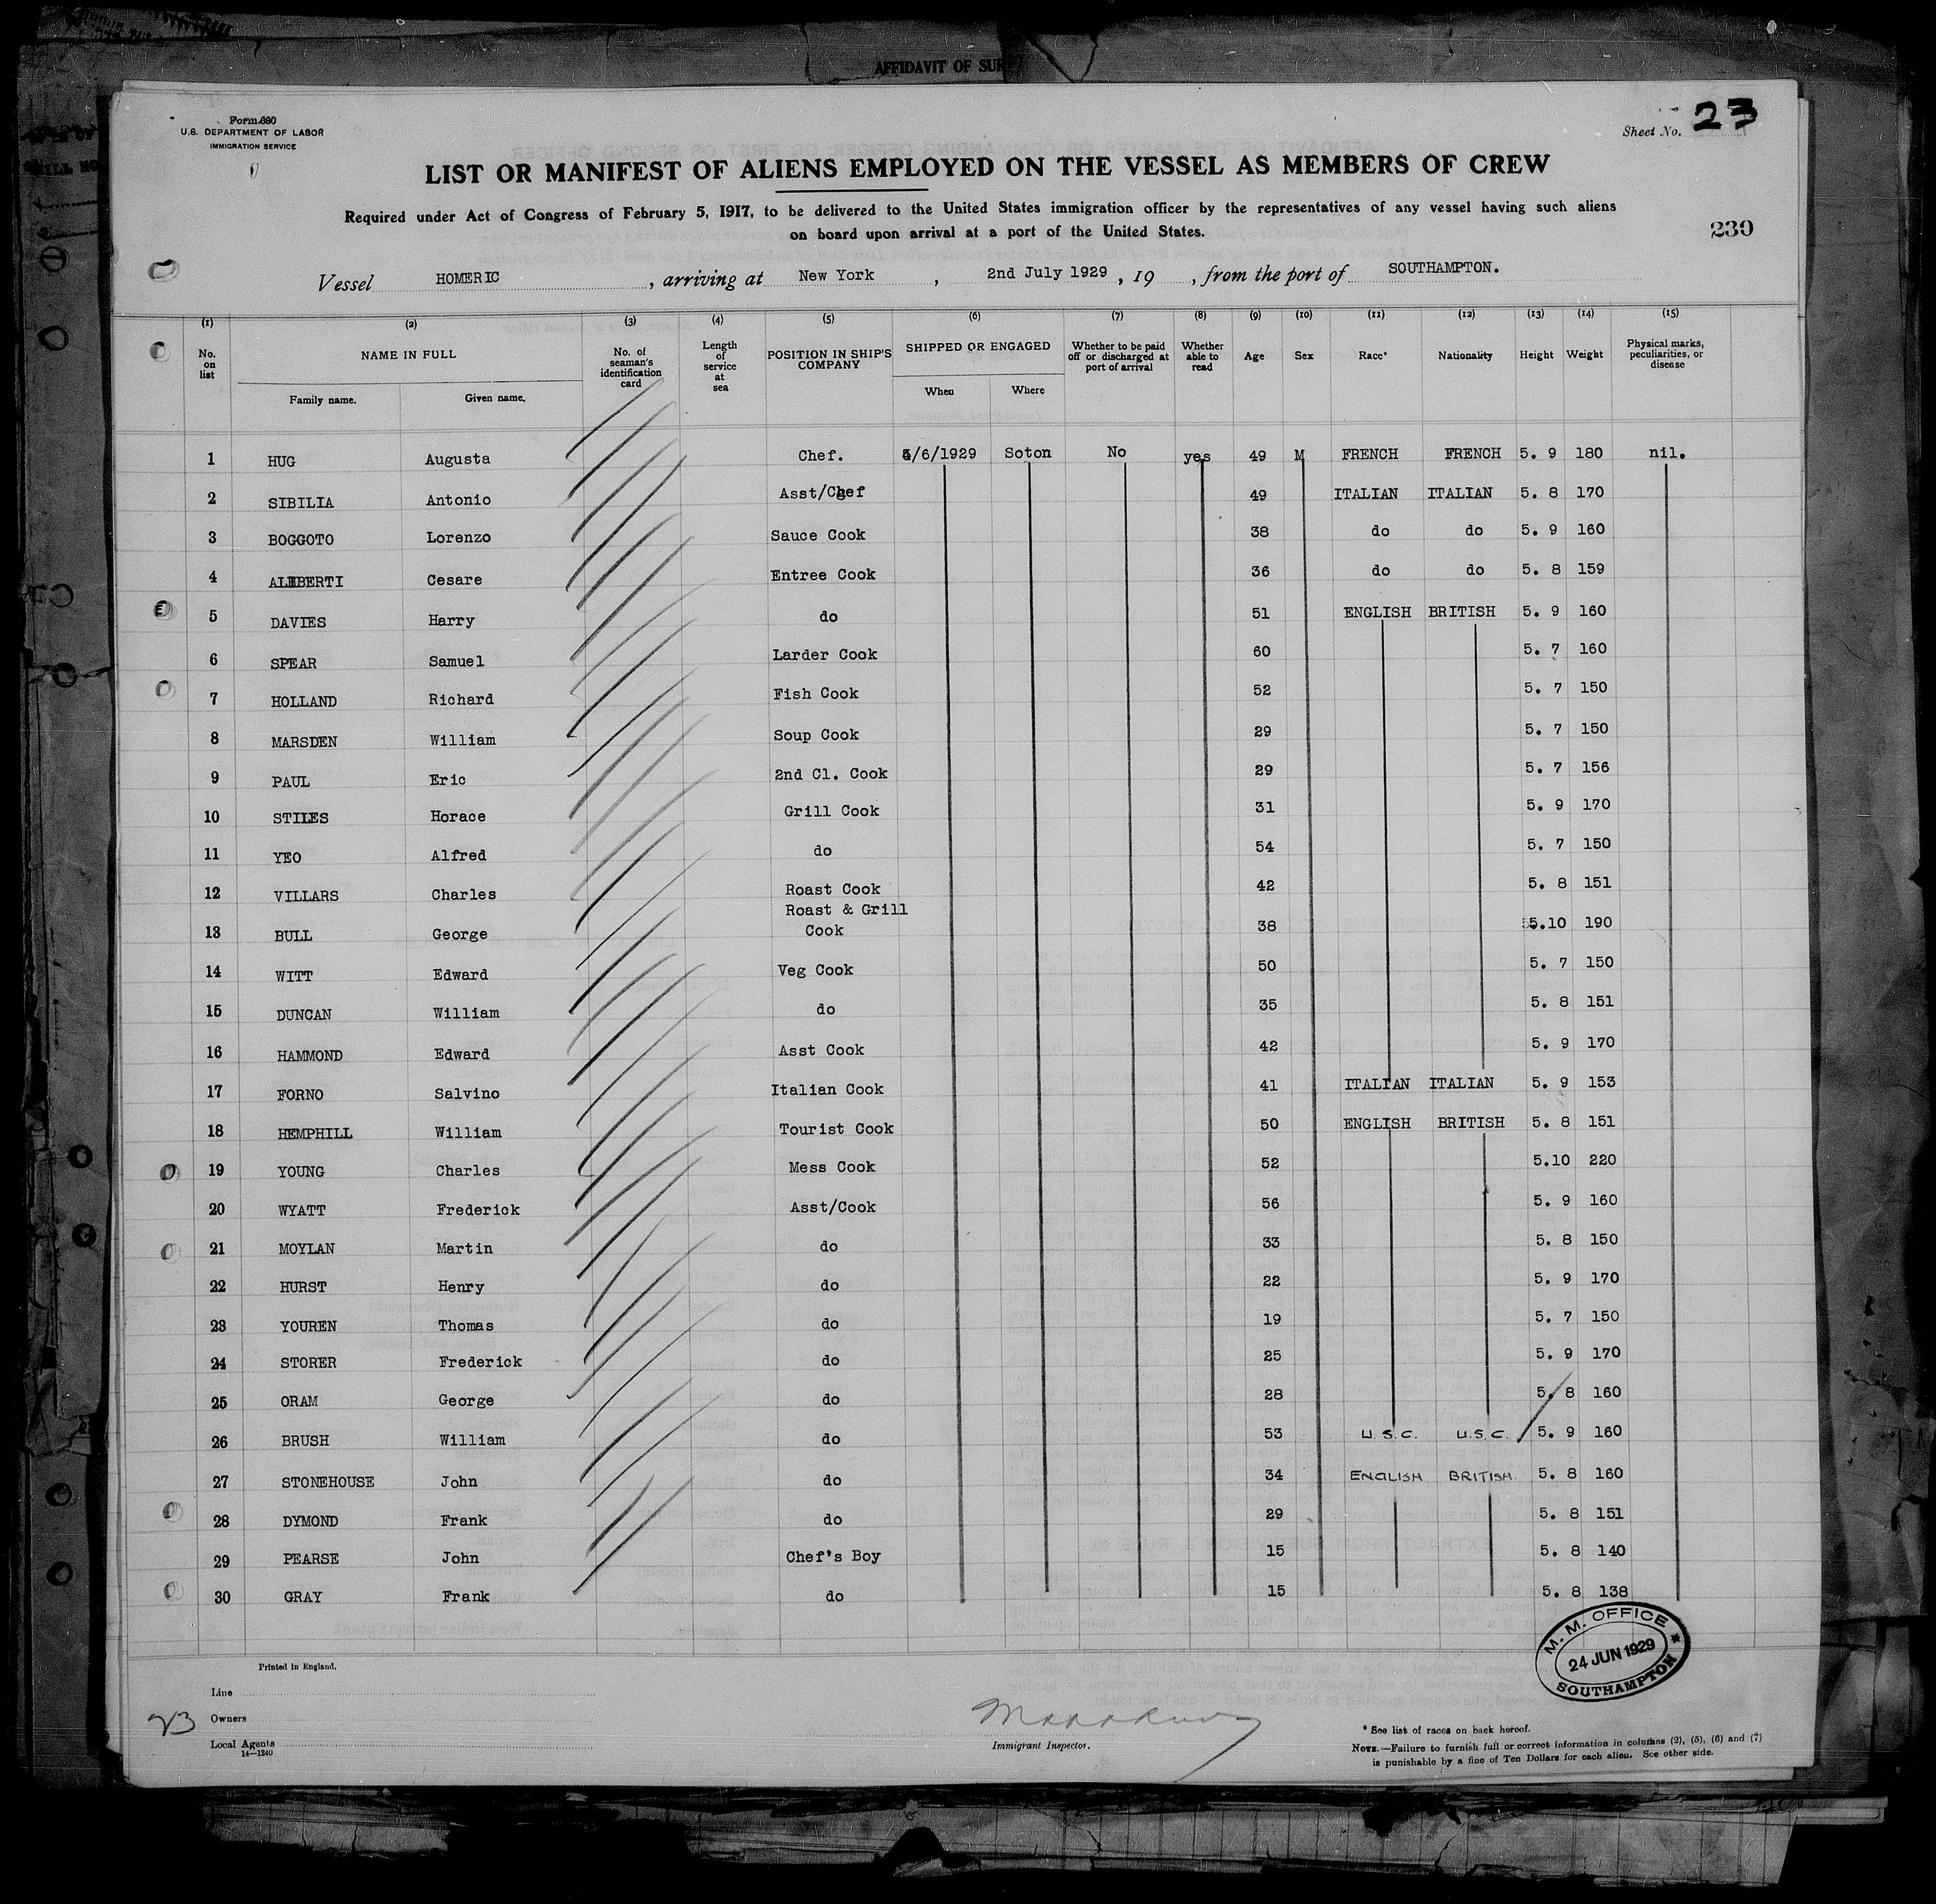 AFFIDAVIT OF SUR
Form 680
U.S. DEPARTMENT OF LABOR
IMMIGRATION SERVICE
Sheet No. 23
LIST OR MANIFEST OF ALIENS EMPLOYED ON THE VESSEL AS MEMBERS OF CREW
Required under Act of Congress of February 5, 1917, to be delivered to the United States immigration officer by the representatives of any vessel having such aliens
on board upon arrival at a port of the United States.
230
Vessel HOMERIC , arriving at New York , 2nd July 1929 , 19 , from the port of SOUTHAMPTON.
(1) (2) (3) (4) (5) (6) (7) (8) (9) (10) (11) (12) (13) (14) (15)
No. on list NAME IN FULL Family name. Given name. No. of seaman's identification card Length of service at sea POSITION IN SHIP'S COMPANY SHIPPED OR ENGAGED When Where Whether to be paid off or discharged at port of arrival Whether able to read Age Sex Race* Nationality Height Weight Physical marks, peculiarities, or disease
1 HUG Augusta Chef. /6/1929 Soton No yes 49 M FRENCH FRENCH 5. 9 180 nil.
2 SIBILIA Antonio Asst/Chef 49 ITALIAN ITALIAN 5. 8 170
3 BOGGOTO Lorenzo Sauce Cook 38 do do 5. 9 160
4 Cesare Entree Cook 36 do do 5. 8 159
5 DAVIES Harry do 51 ENGLISH BRITISH 5. 9 160
6 SPEAR Samuel Larder Cook 60 5. 7 160
7 HOLLAND Richard Fish Cook 52 5. 7 150
8 MARSDEN William Soup Cook 29 5. 7 150
9 PAUL Eric 2nd Cl. Cook 29 5. 7 156
10 STILES Horace Grill Cook 31 5. 9 170
11 YEO Alfred do 54 5. 7 150
12 VILLARS Charles Roast Cook 42 5. 8 151
13 BULL George Roast & Grill Cook 38 5.10 190
14 WITT Edward Veg Cook 50 5. 7 150
15 DUNCAN William do 35 5. 8 151
16 HAMMOND Edward Asst Cook 42 5. 9 170
17 FORNO Salvino Italian Cook 41 ITALIAN ITALIAN 5. 9 153
18 HEMPHILL William Tourist Cook 50 ENGLISH BRITISH 5. 8 151
19 YOUNG Charles Mess Cook 52 5.10 220
20 WYATT Frederick Asst/Cook 56 5. 9 160
21 MOYLAN Martin do 33 5. 8 150
22 HURST Henry do 22 5. 9 170
23 YOUREN Thomas do 19 5. 7 150
24 STORER Frederick do 25 5. 9 170
25 ORAM George do 28 5. 8 160
26 BRUSH William do 53 U.S.C. U.S.C. 5. 9 160
27 STONEHOUSE John do 34 ENGLISH BRITISH. 5. 8 160
28 DYMOND Frank do 29 5. 8 151
29 PEARSE John Chef's Boy 15 5. 8 140
30 GRAY Frank do 15 5. 8 138
M. M. OFFICE
24 JUN 1929
SOUTHAMPTON
Printed in England.
Line
Owners
Local Agents
14—1240
23
Immigrant Inspector.
* See list of races on back hereof.
NOTE.—Failure to furnish full or correct information in columns (2), (5), (6) and (7)
is punishable by a fine of Ten Dollars for each alien. See other side.